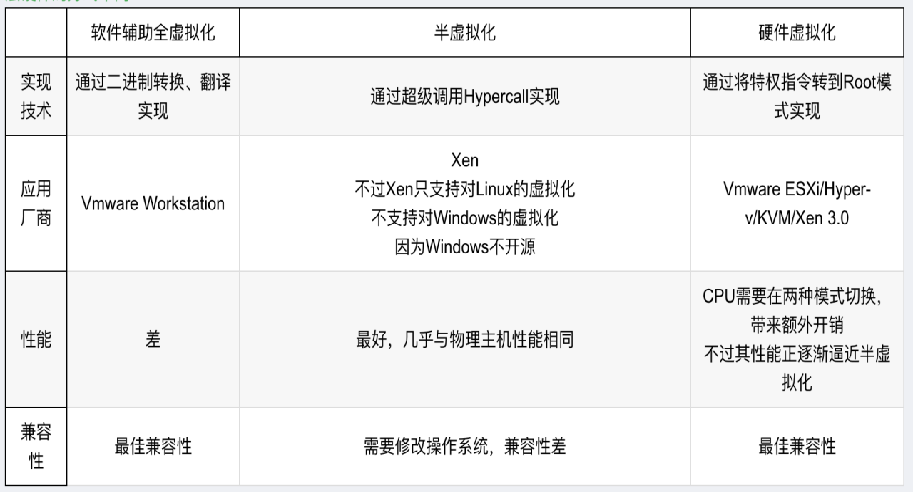 软件辅助全虚拟化 半虚拟化 硬件虚拟化
实现
技术
通过二进制转换、翻译
实现
通过超级调用Hypercall实现
通过将特权指令转到Root模
式实现
应用
厂商
Vmware Workstation
Xen
不过Xen只支持对Linux的虚拟化
不支持对Windows的虚拟化
因为Windows不开源
Vmware ESXi/Hyper-
v/KVM/Xen 3.0
性能
差
最好，几乎与物理主机性能相同
CPU需要在两种模式切换，
带来额外开销
不过其性能正逐渐逼近半虚
拟化
兼容
性
最佳兼容性
需要修改操作系统，兼容性差
最佳兼容性